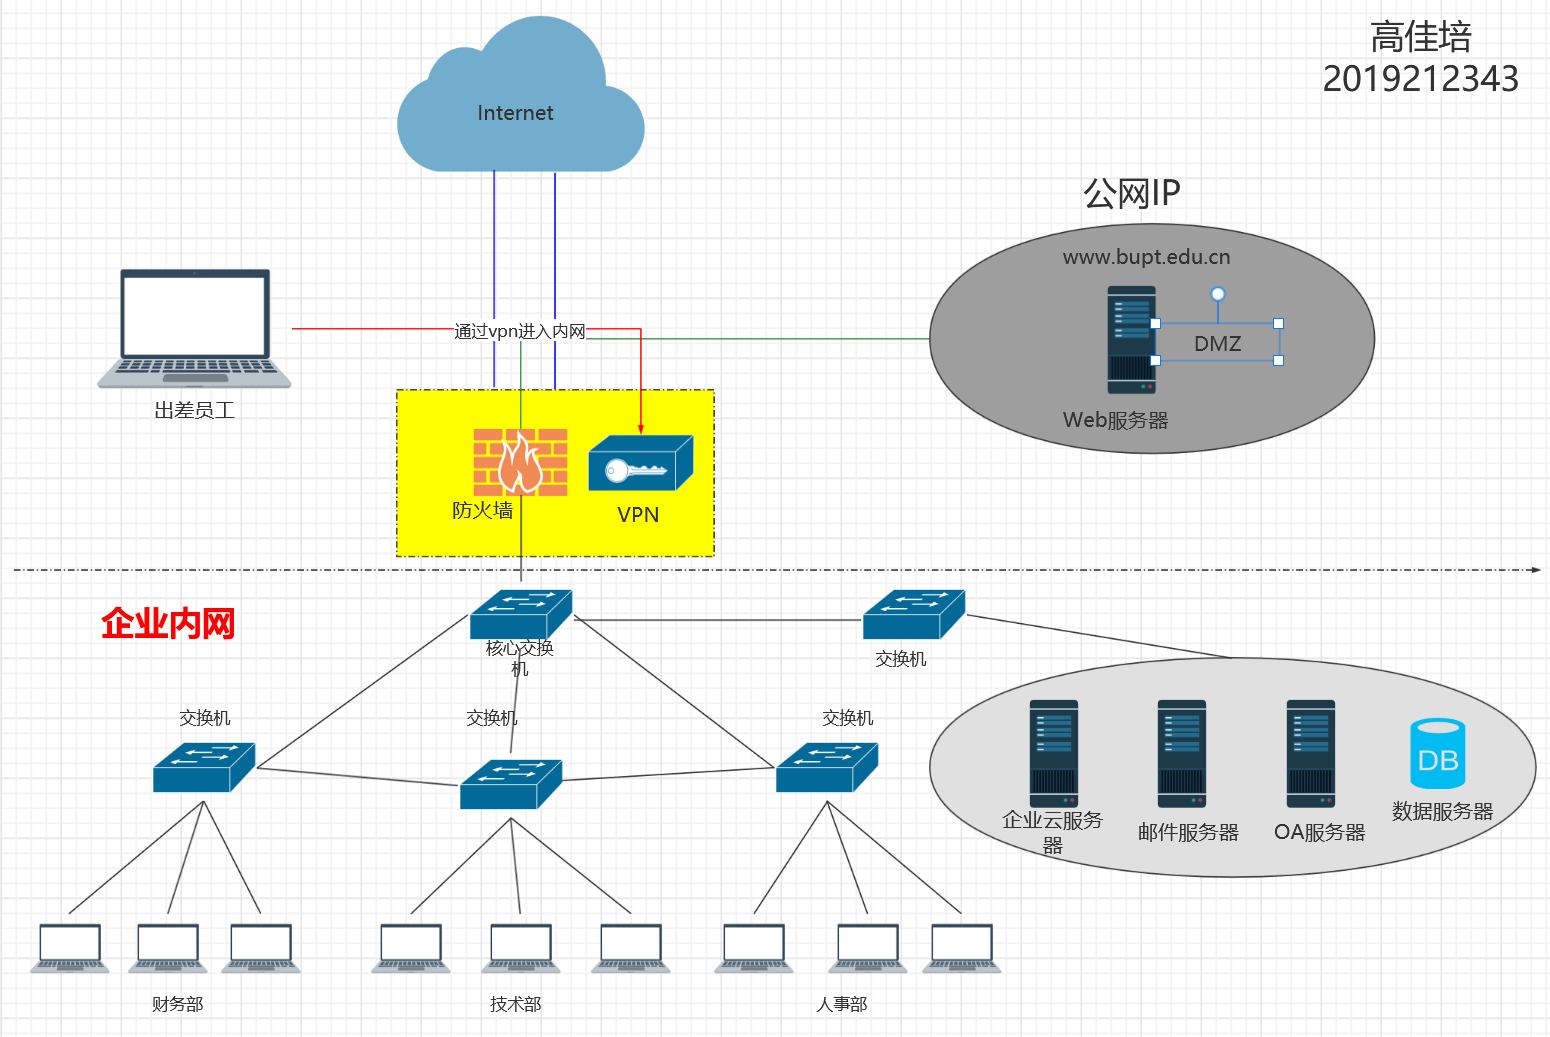 高佳培
2019212343
Internet
公网IP
www.bupt.edu.cn
通过vpn进入内网
DMZ
出差员工
Web服务器
防火墙
VPN
企业内网
核心交换
机
交换机
交换机
交换机
交换机
DB
企业云服务
器
邮件服务器
OA服务器
数据服务器
财务部
技术部
人事部